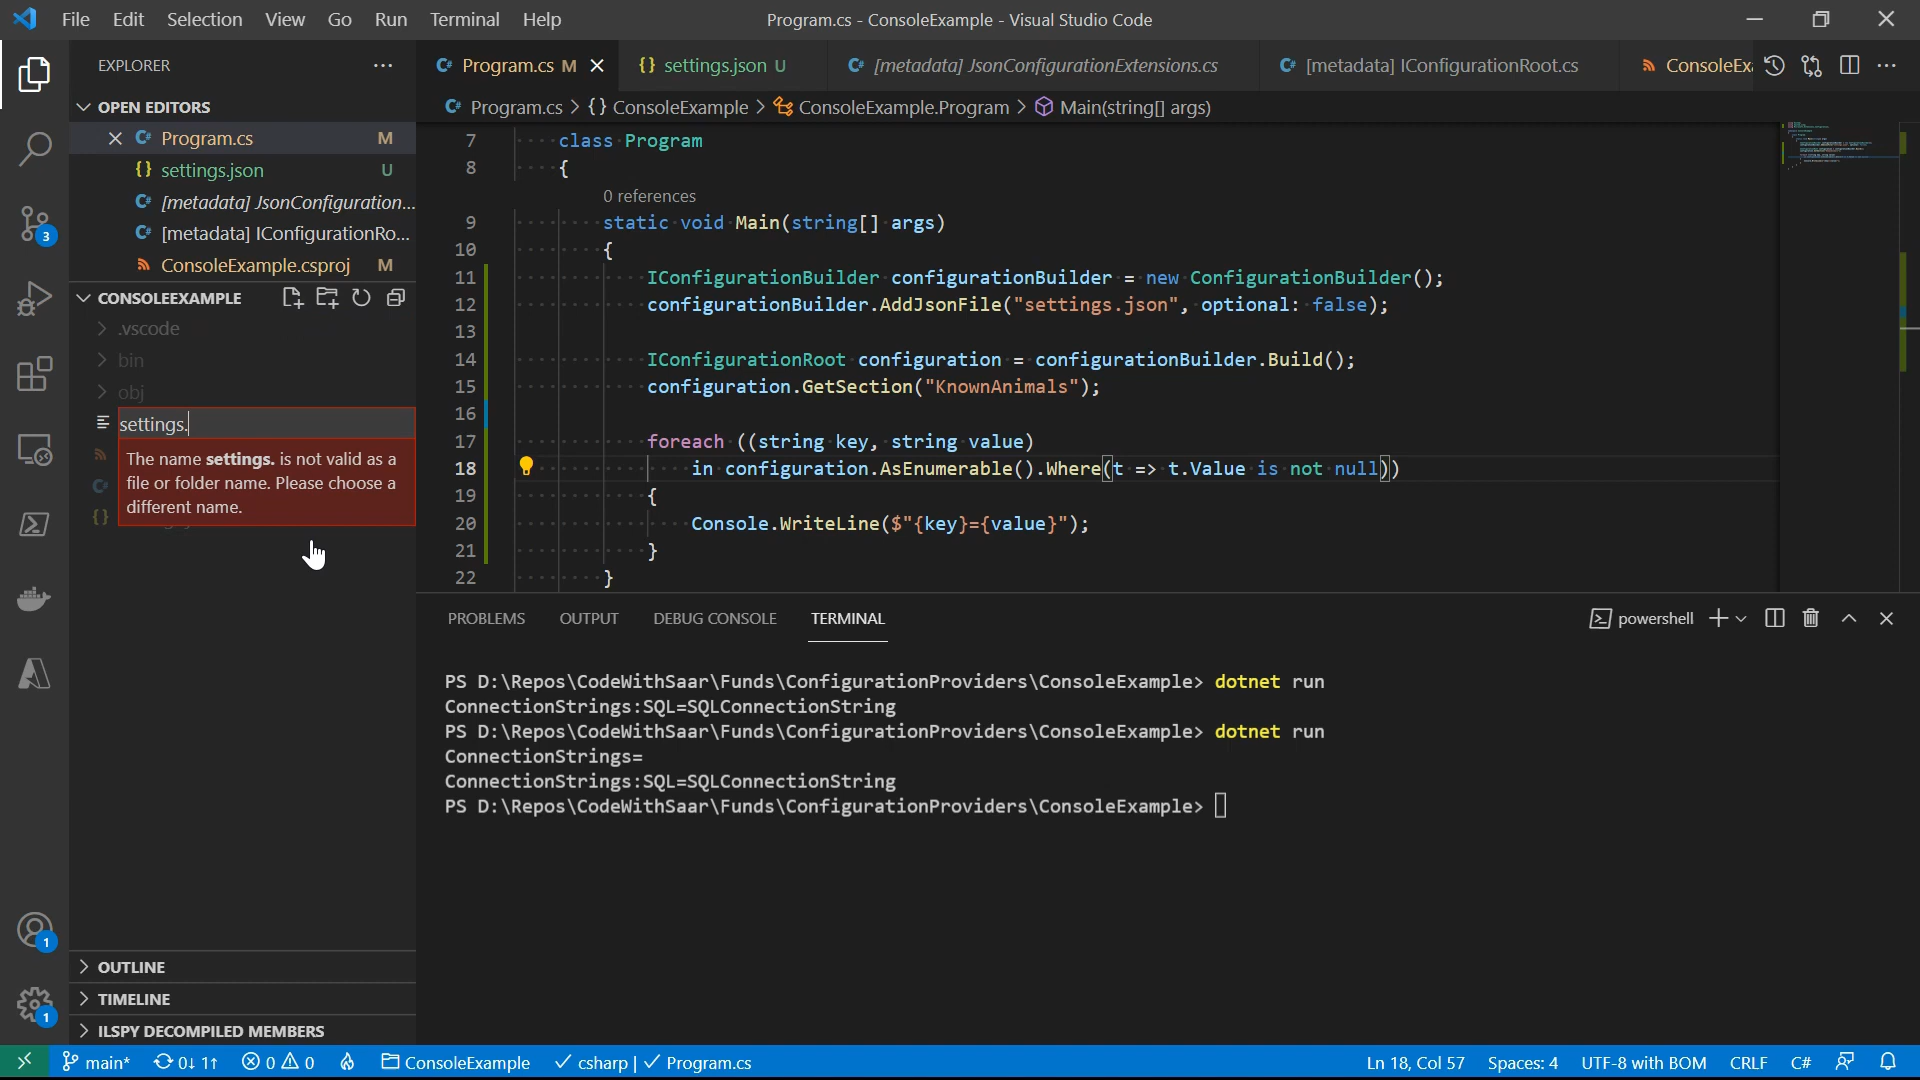 File Edit Selection View Go Run Terminal Help
Program.cs - ConsoleExample - Visual Studio Code
EXPLORER
Program.cs M
{} settings.json U
[metadata] JsonConfigurationExtensions.cs
[metadata] IConfigurationRoot.cs
ConsoleExa
OPEN EDITORS
Program.cs > {} ConsoleExample > ConsoleExample.Program > Main(string[] args)
Program.cs M
{} settings.json U
[metadata] JsonConfiguration...
[metadata] IConfigurationRo...
ConsoleExample.csproj M
CONSOLEEXAMPLE
.vscode
bin
obj
settings.
The name settings. is not valid as a
file or folder name. Please choose a
different name.
{}
OUTLINE
TIMELINE
ILSPY DECOMPILED MEMBERS
3
1
1
7 class Program
8 {
0 references
9 static void Main(string[] args)
10 {
11 IConfigurationBuilder configurationBuilder = new ConfigurationBuilder();
12 configurationBuilder.AddJsonFile("settings.json", optional: false);
13
14 IConfigurationRoot configuration = configurationBuilder.Build();
15 configuration.GetSection("KnownAnimals");
16
17 foreach ((string key, string value)
18 in configuration.AsEnumerable().Where(t => t.Value is not null))
19 {
20 Console.WriteLine($"{key}={value}");
21 }
22 }
PROBLEMS OUTPUT DEBUG CONSOLE TERMINAL
powershell
PS D:\Repos\CodeWithSaar\Funds\ConfigurationProviders\ConsoleExample> dotnet run
ConnectionStrings:SQL=SQLConnectionString
PS D:\Repos\CodeWithSaar\Funds\ConfigurationProviders\ConsoleExample> dotnet run
ConnectionStrings=
ConnectionStrings:SQL=SQLConnectionString
PS D:\Repos\CodeWithSaar\Funds\ConfigurationProviders\ConsoleExample>
main* 0↓ 1↑ 0 0 ConsoleExample csharp | Program.cs
Ln 18, Col 57 Spaces: 4 UTF-8 with BOM CRLF C#